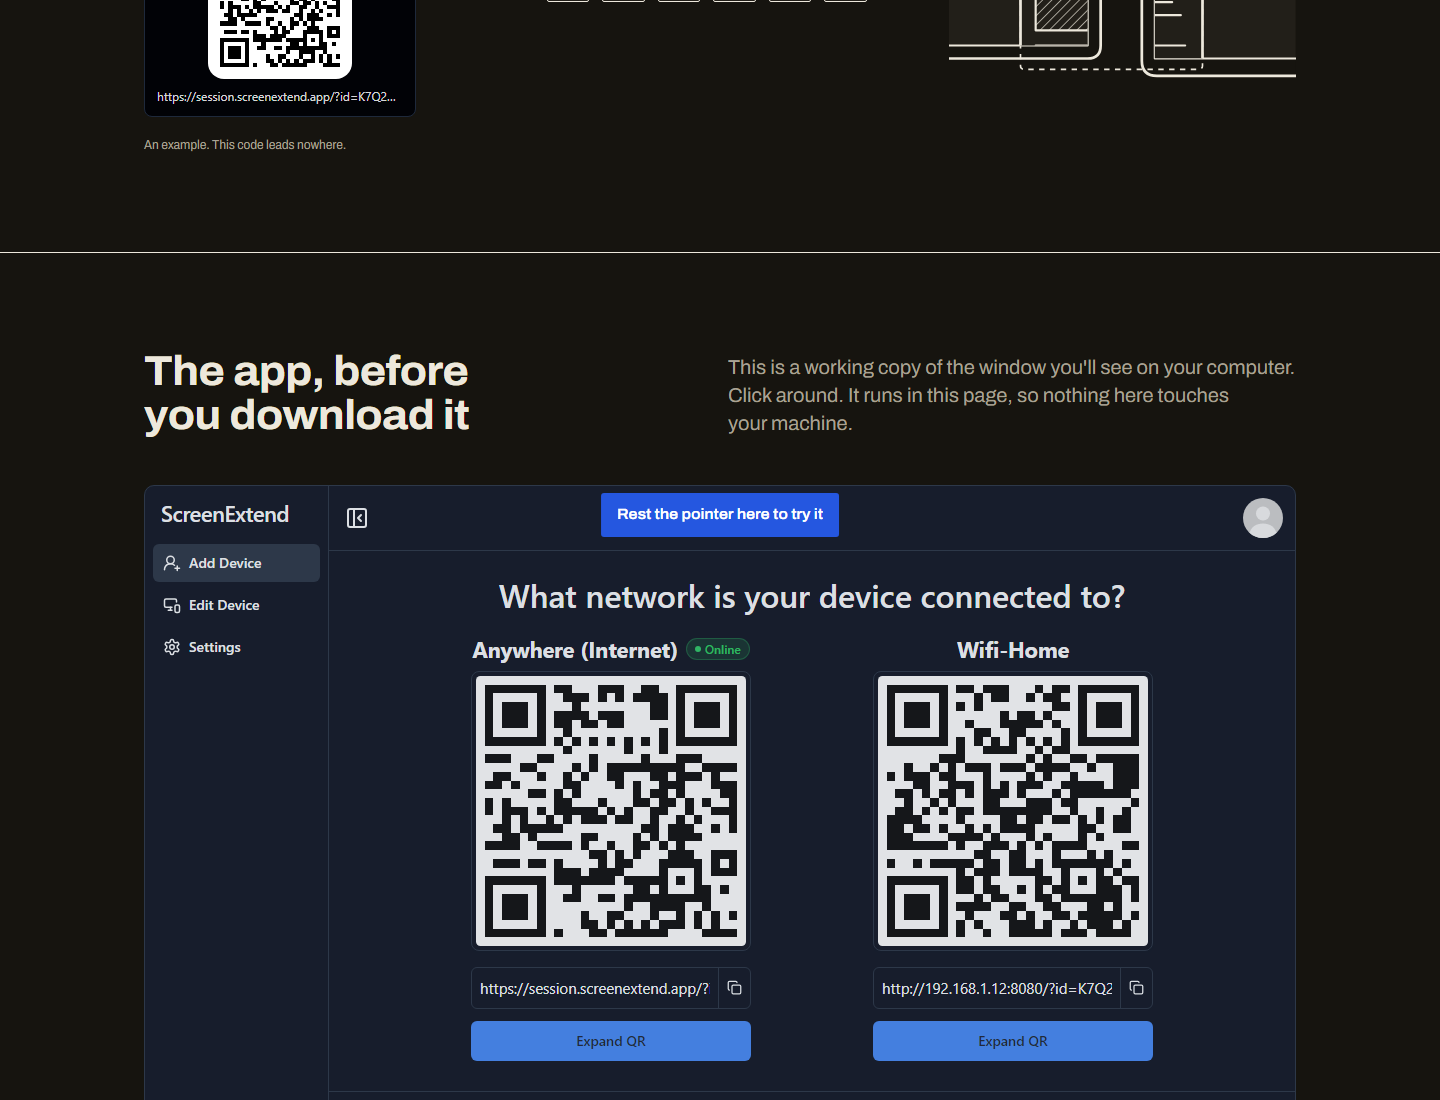 https://session.screenextend.app/?id=K7Q2...
An example. This code leads nowhere.
The app, before
you download it
This is a working copy of the window you'll see on your computer.
Click around. It runs in this page, so nothing here touches
your machine.
ScreenExtend
Rest the pointer here to try it
Add Device
Edit Device
Settings
What network is your device connected to?
Anywhere (Internet)
Online
Wifi-Home
https://session.screenextend.app/?
http://192.168.1.12:8080/?id=K7Q2
Expand QR
Expand QR